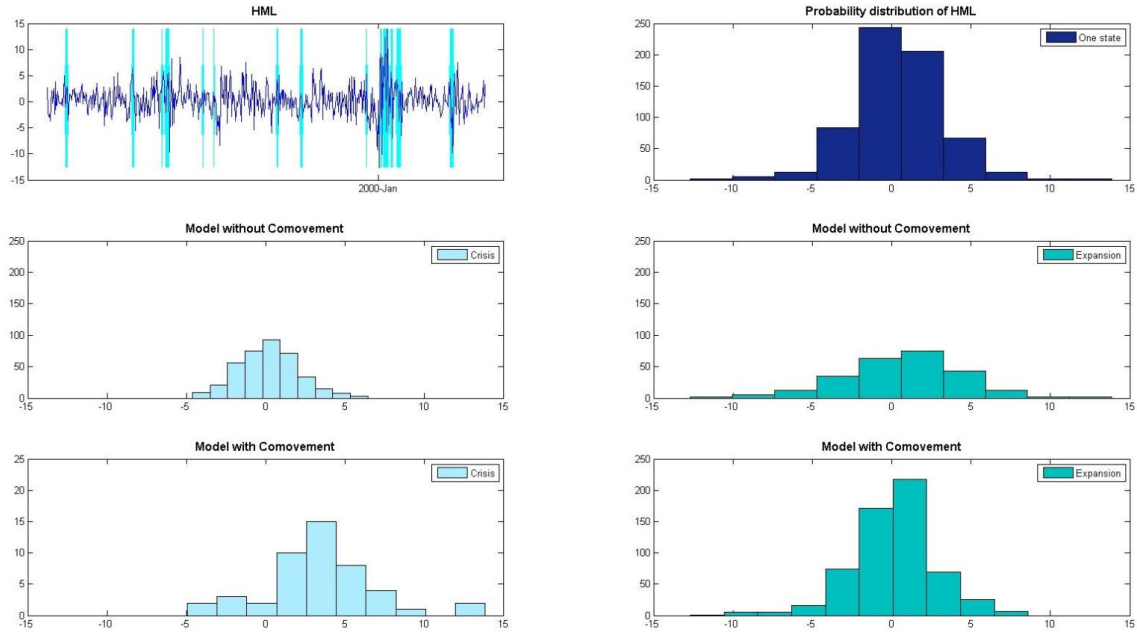 HML
15
10
5
0
-5
-10
-15
2000-Jan
Probability distribution of HML
One state
250
200
150
100
50
0
-15 -10 -5 0 5 10 15
Model without Comovement
Crisis
250
200
150
100
50
0
-15 -10 -5 0 5 10 15
Model without Comovement
Expansion
250
200
150
100
50
0
-15 -10 -5 0 5 10 15
Model with Comovement
Crisis
25
20
15
10
5
0
-15 -10 -5 0 5 10 15
Model with Comovement
Expansion
250
200
150
100
50
0
-15 -10 -5 0 5 10 15